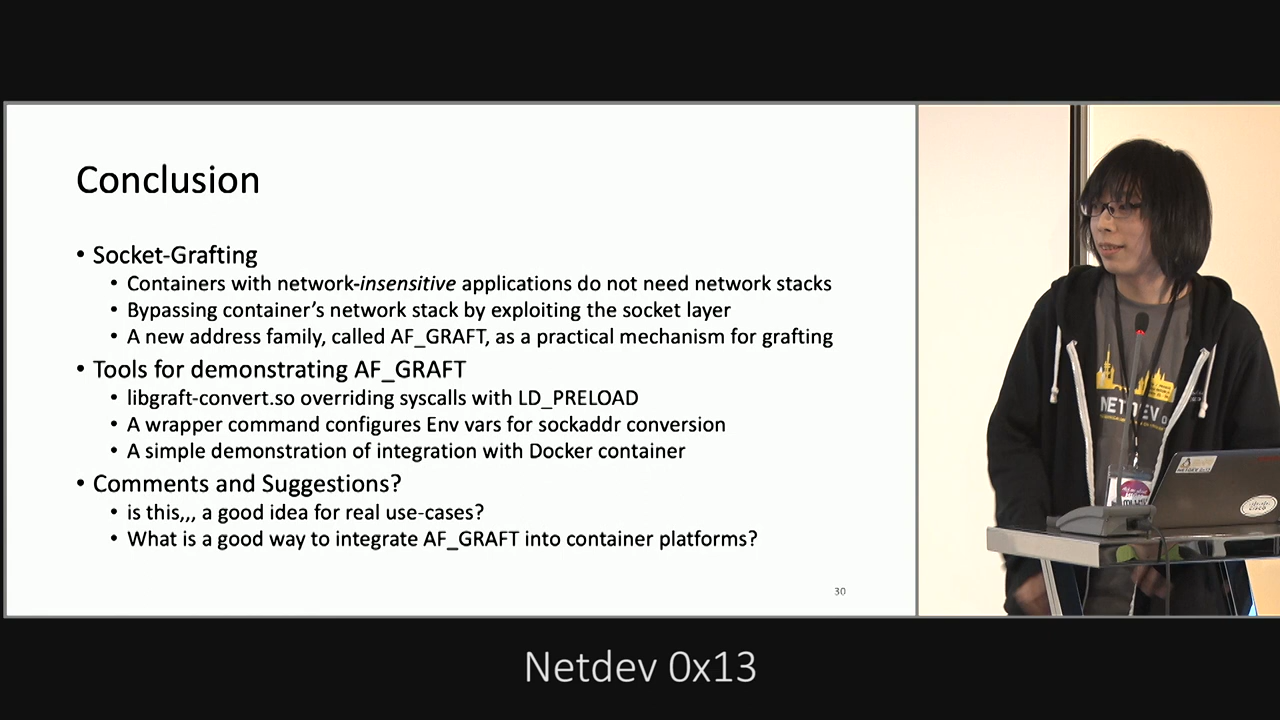 Conclusion
• Socket-Grafting
• Containers with network-insensitive applications do not need network stacks
• Bypassing container's network stack by exploiting the socket layer
• A new address family, called AF_GRAFT, as a practical mechanism for grafting
• Tools for demonstrating AF_GRAFT
• libgraft-convert.so overriding syscalls with LD_PRELOAD
• A wrapper command configures Env vars for sockaddr conversion
• A simple demonstration of integration with Docker container
• Comments and Suggestions?
• is this,,, a good idea for real use-cases?
• What is a good way to integrate AF_GRAFT into container platforms?
30
NETDEV
CISCO
Netdev 0x13